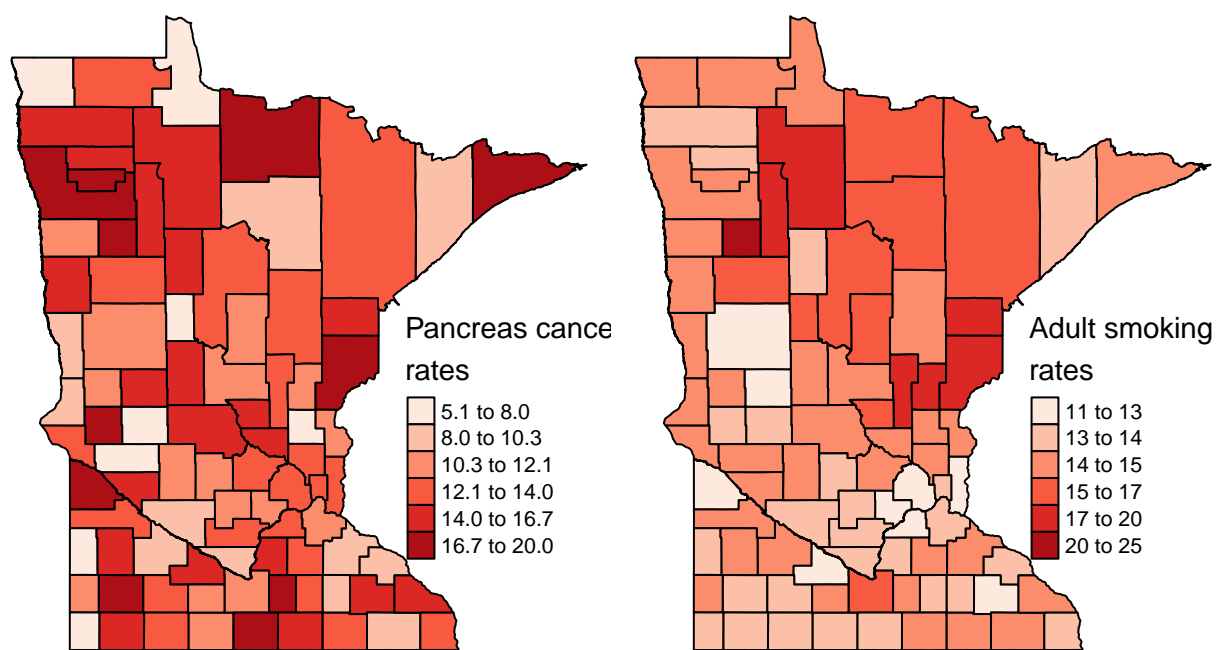 Pancreas cance
rates
5.1 to 8.0
8.0 to 10.3
10.3 to 12.1
12.1 to 14.0
14.0 to 16.7
16.7 to 20.0
Adult smoking
rates
11 to 13
13 to 14
14 to 15
15 to 17
17 to 20
20 to 25